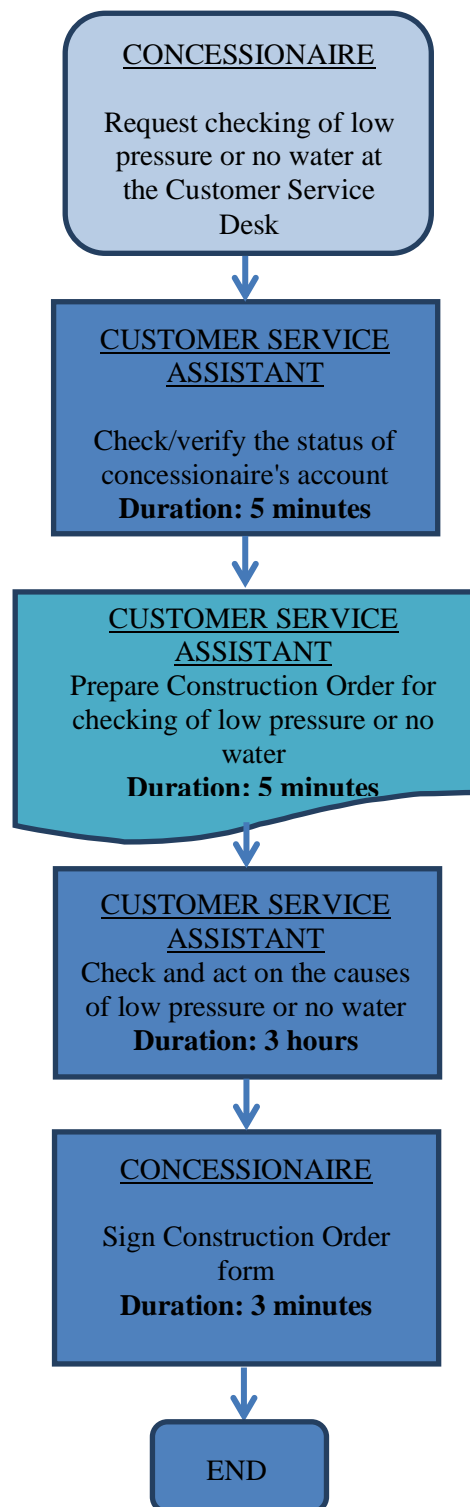 CONCESSIONAIRE
Request checking of low
pressure or no water at
the Customer Service
Desk
CUSTOMER SERVICE
ASSISTANT
Check/verify the status of
concessionaire's account
Duration: 5 minutes
CUSTOMER SERVICE
ASSISTANT
Prepare Construction Order for
checking of low pressure or no
water
Duration: 5 minutes
CUSTOMER SERVICE
ASSISTANT
Check and act on the causes
of low pressure or no water
Duration: 3 hours
CONCESSIONAIRE
Sign Construction Order
form
Duration: 3 minutes
END